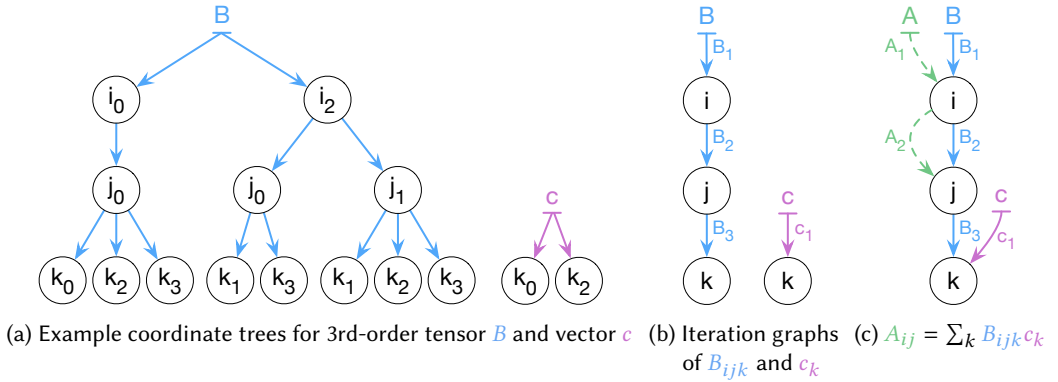 B
i₀ i₂
j₀ j₀ j₁
c
k₀ k₂ k₃ k₁ k₃ k₁ k₂ k₃ k₀ k₂
(a) Example coordinate trees for 3rd-order tensor B and vector c
B
B₁
i
B₂
j
c
B₃ c₁
k k
(b) Iteration graphs
of Bᵢⱼₖ and cₖ
A B
A₁ B₁
i
A₂ B₂
j c
B₃ c₁
k
(c) Aᵢⱼ = ∑ₖ Bᵢⱼₖcₖ